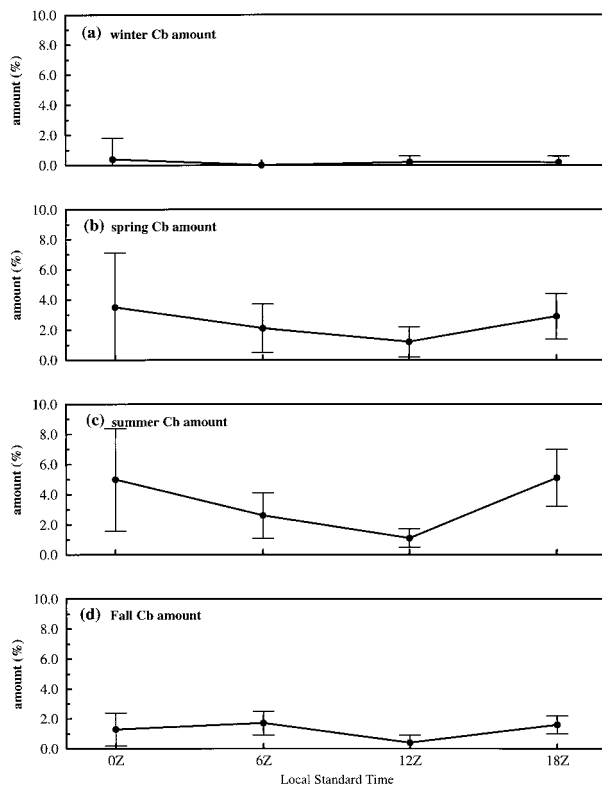 (a) winter Cb amount
10.0
8.0
6.0
4.0
2.0
0.0
amount (%)
(b) spring Cb amount
10.0
8.0
6.0
4.0
2.0
0.0
amount (%)
(c) summer Cb amount
10.0
8.0
6.0
4.0
2.0
0.0
amount (%)
(d) Fall Cb amount
10.0
8.0
6.0
4.0
2.0
0.0
amount (%)
0Z 6Z 12Z 18Z
Local Standard Time